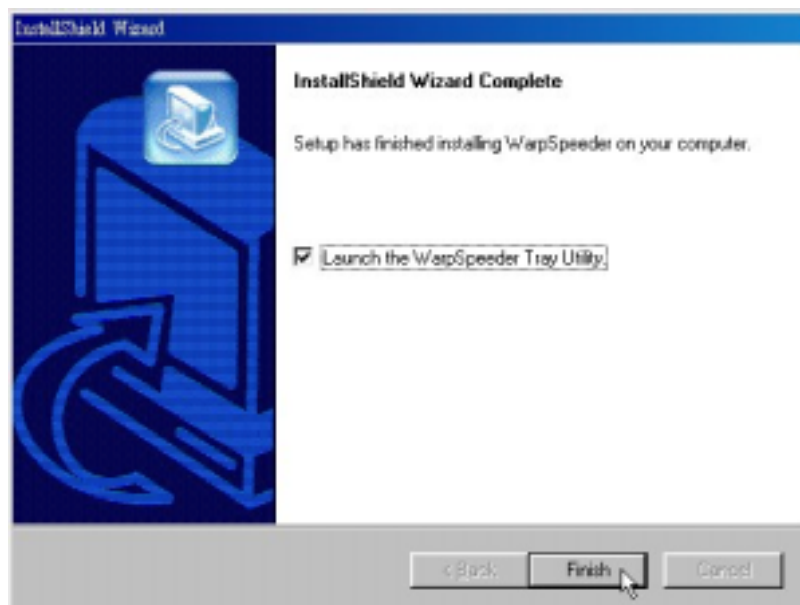 InstallShield Wizard
InstallShield Wizard Complete
Setup has finished installing WarpSpeeder on your computer.
Launch the WarpSpeeder Tray Utility.
< Back
Finish
Cancel